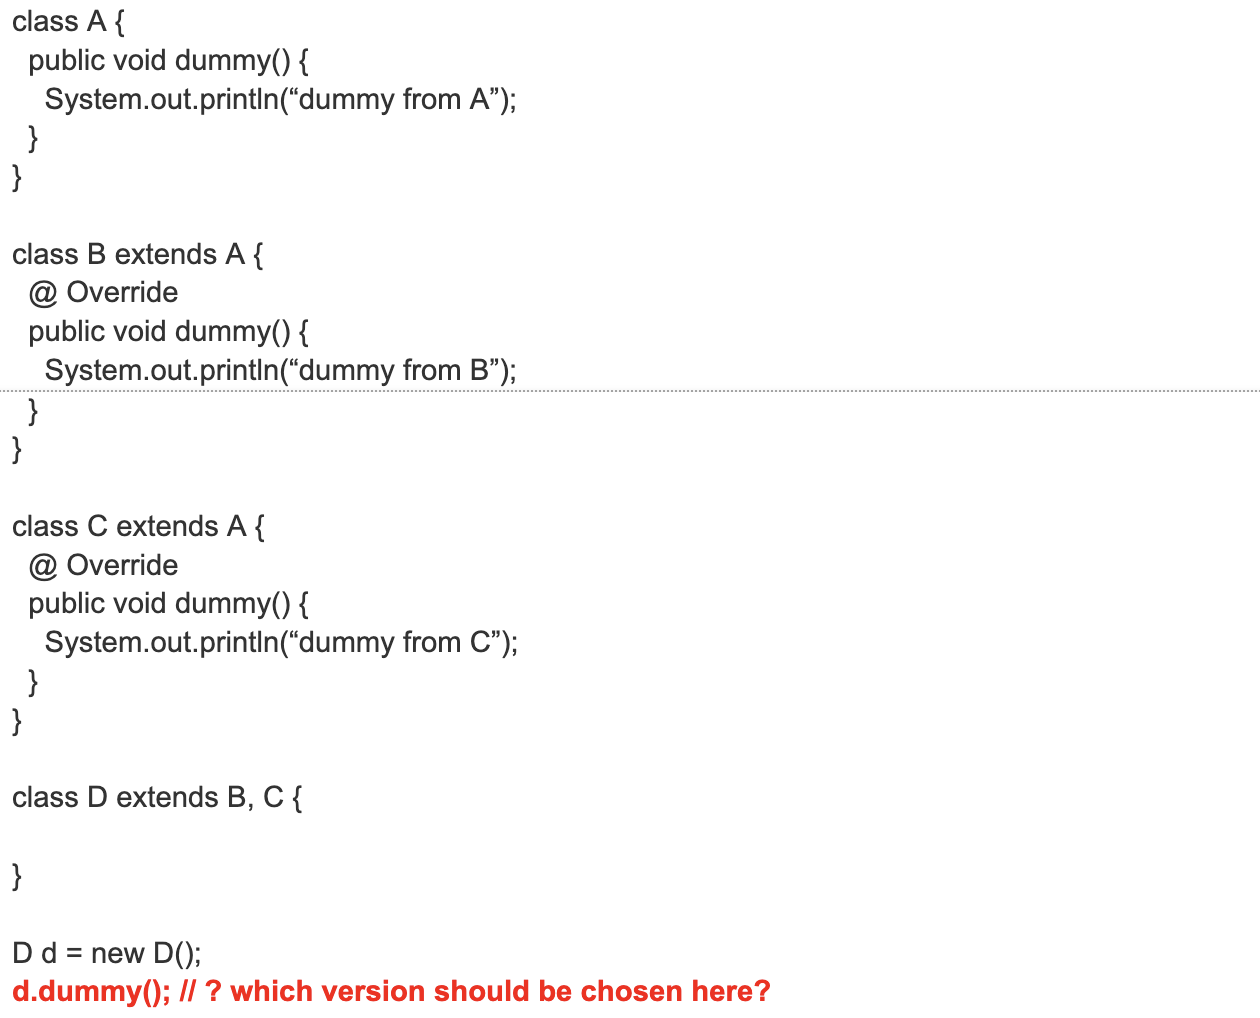 class A {
public void dummy() {
System.out.println(“dummy from A”);
}
}
class B extends A {
@ Override
public void dummy() {
System.out.println(“dummy from B”);
}
}
class C extends A {
@ Override
public void dummy() {
System.out.println(“dummy from C”);
}
}
class D extends B, C {
}
D d = new D();
d.dummy(); // ? which version should be chosen here?